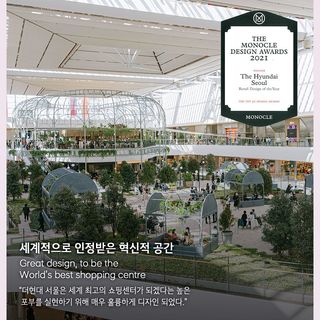 THE
MONOCLE
DESIGN AWARDS
2021
The Hyundai
Seoul
Retail Design of the Year
MONOCLE
세계적으로 인정받은 혁신적 공간
Great design, to be the
World's best shopping centre
"더현대 서울은 세계 최고의 쇼핑센터가 되겠다는 높은
포부를 실현하기 위해 매우 훌륭하게 디자인 되었다."